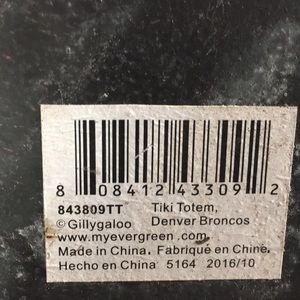 8 08412 43309 2
843809TT Tiki Totem,
©Gillygaloo Denver Broncos
www.myevergreen.com
Made in China. Fabriqué en Chine.
Hecho en China 5164 2016/10